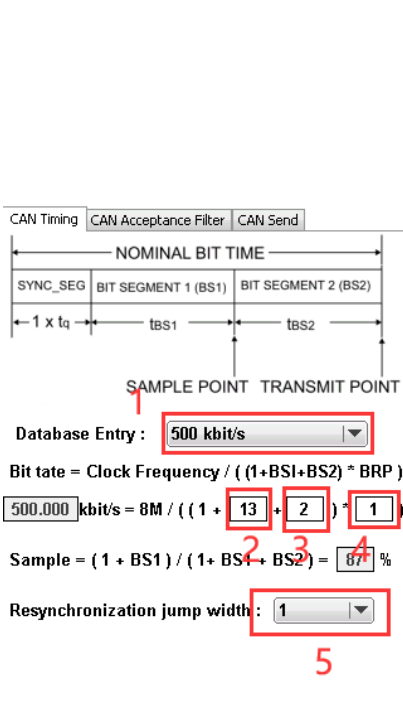 CAN Timing CAN Acceptance Filter CAN Send
NOMINAL BIT TIME
SYNC_SEG BIT SEGMENT 1 (BS1) BIT SEGMENT 2 (BS2)
1 x tq tBS1 tBS2
SAMPLE POINT TRANSMIT POINT
1
Database Entry : 500 kbit/s
Bit tate = Clock Frequency / ( (1+BSI+BS2) * BRP )
500.000 kbit/s = 8M / ( ( 1 + 13 + 2 ) * 1 )
2 3 4
Sample = ( 1 + BS1 ) / ( 1+ BS1 + BS2 ) = 87 %
Resynchronization jump width : 1
5